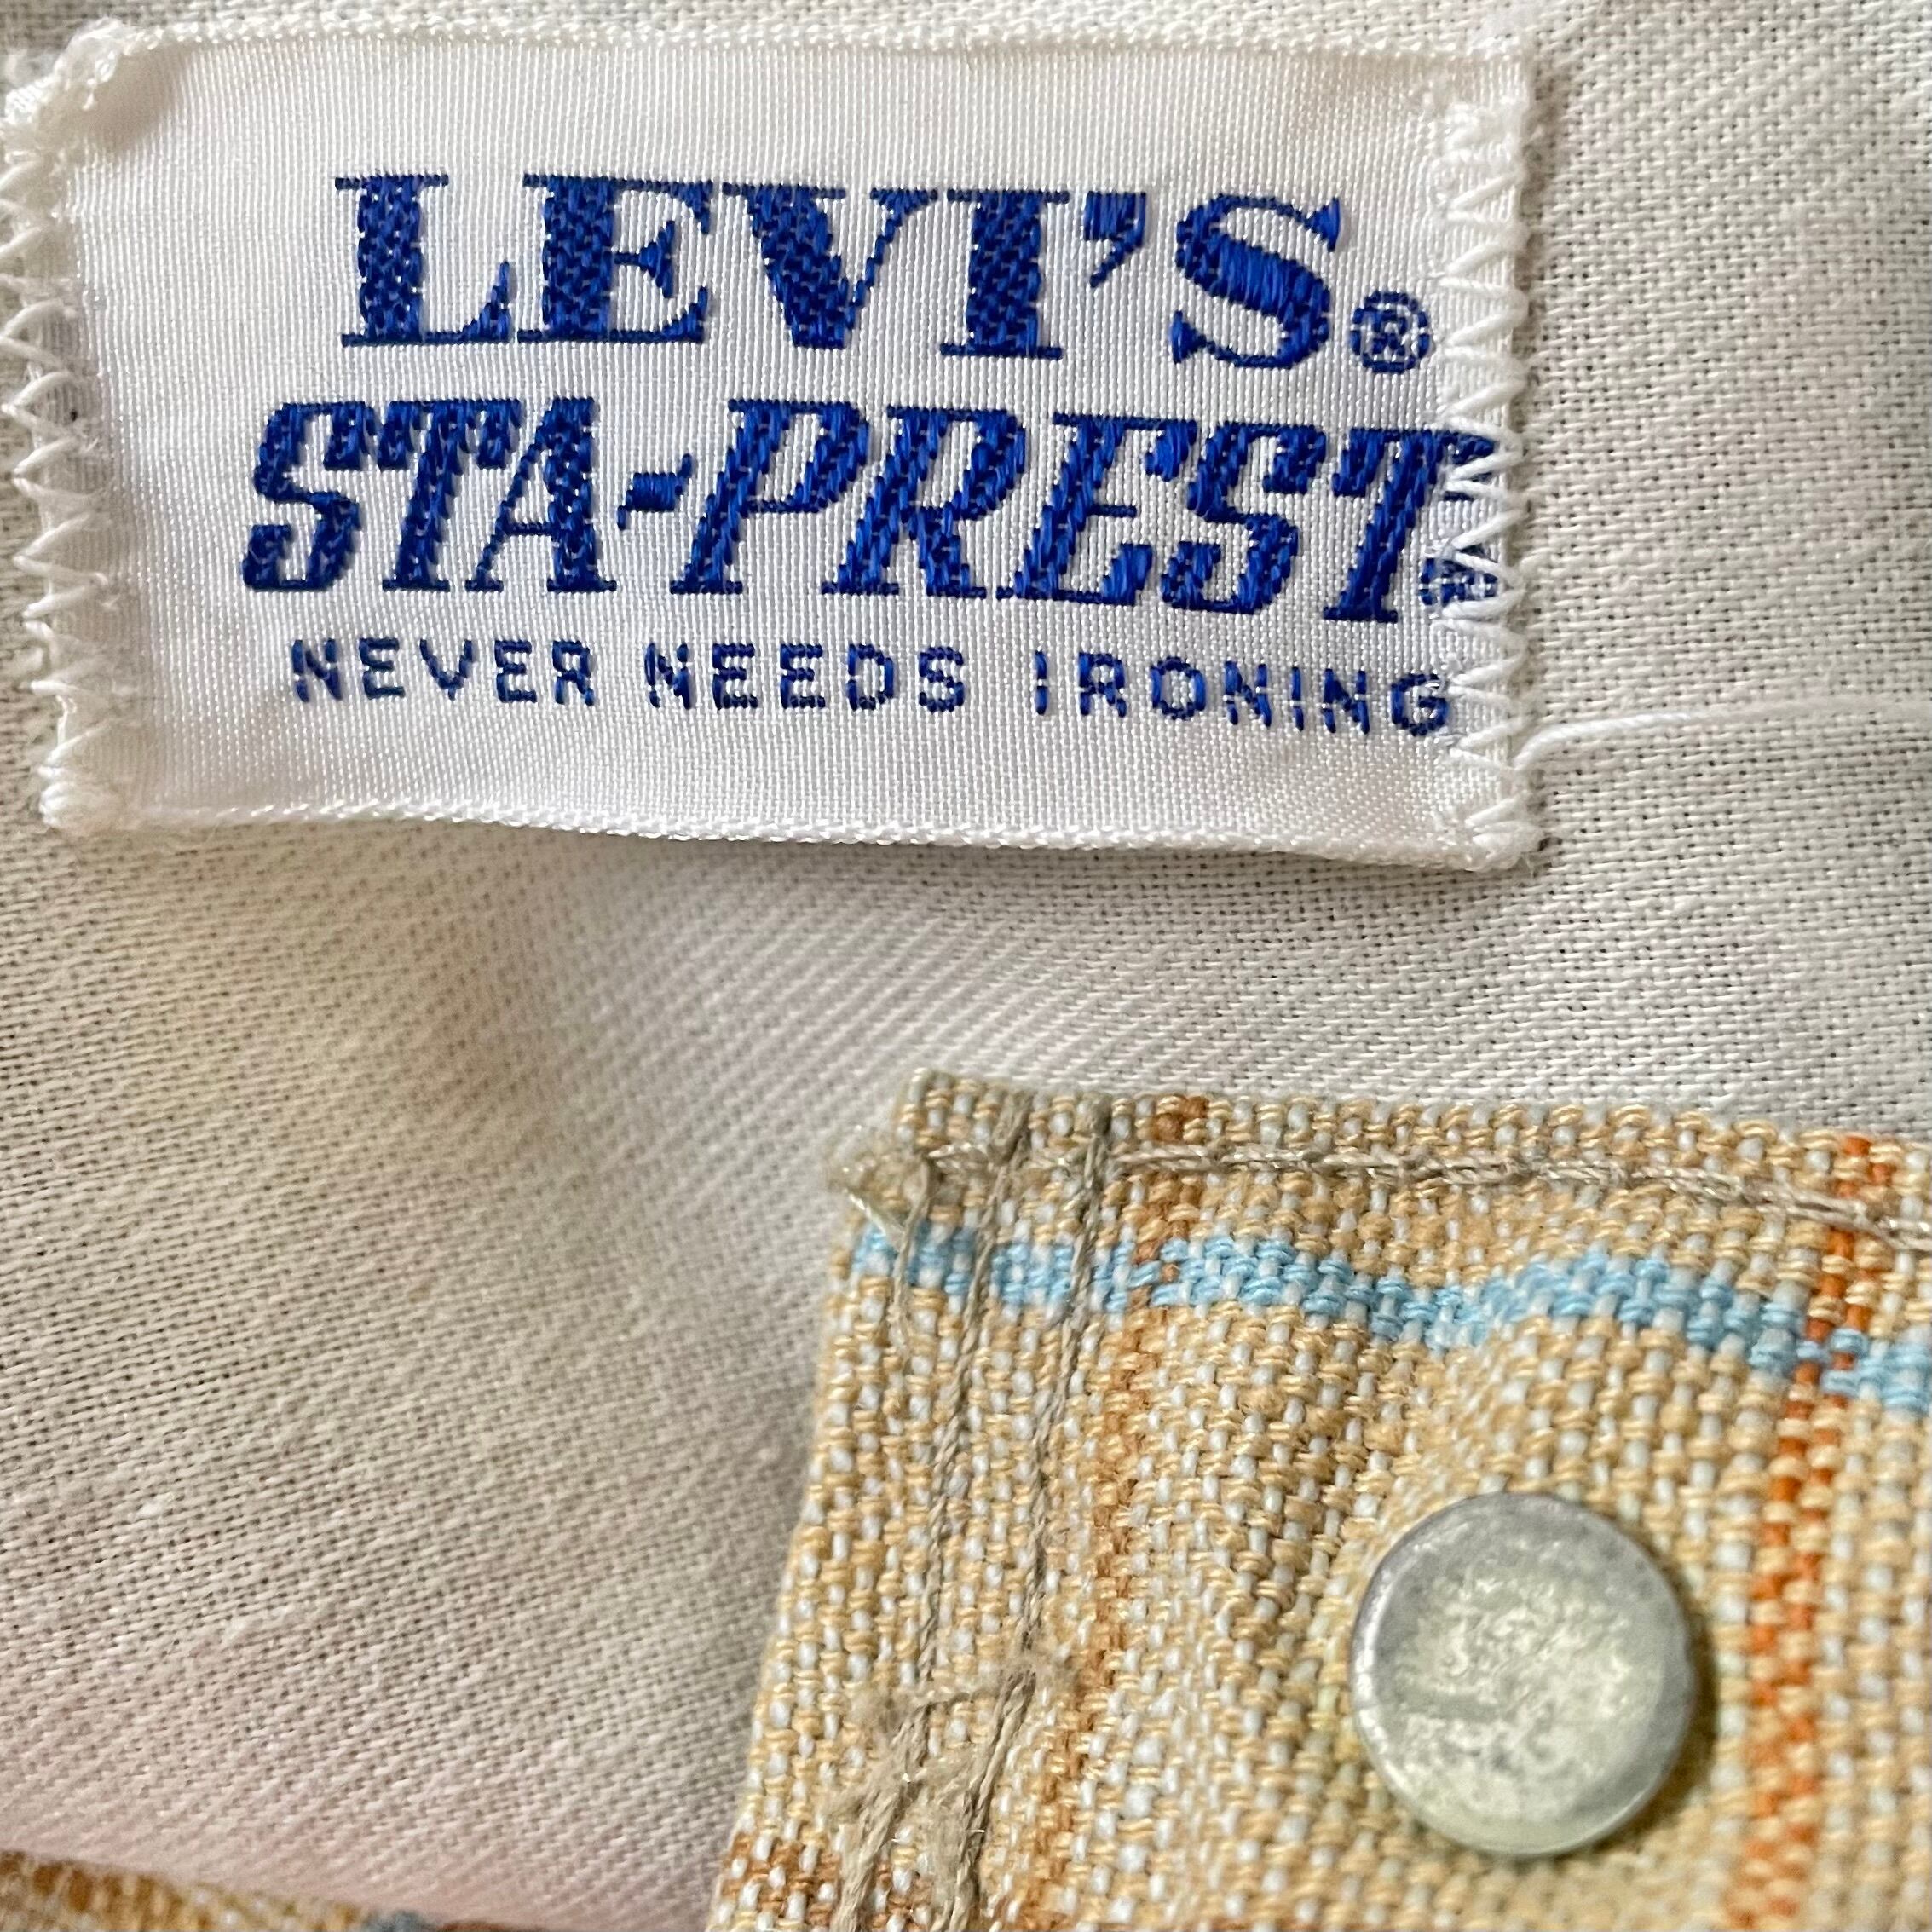 LEVI'S®
STA-PREST®
NEVER NEEDS IRONING